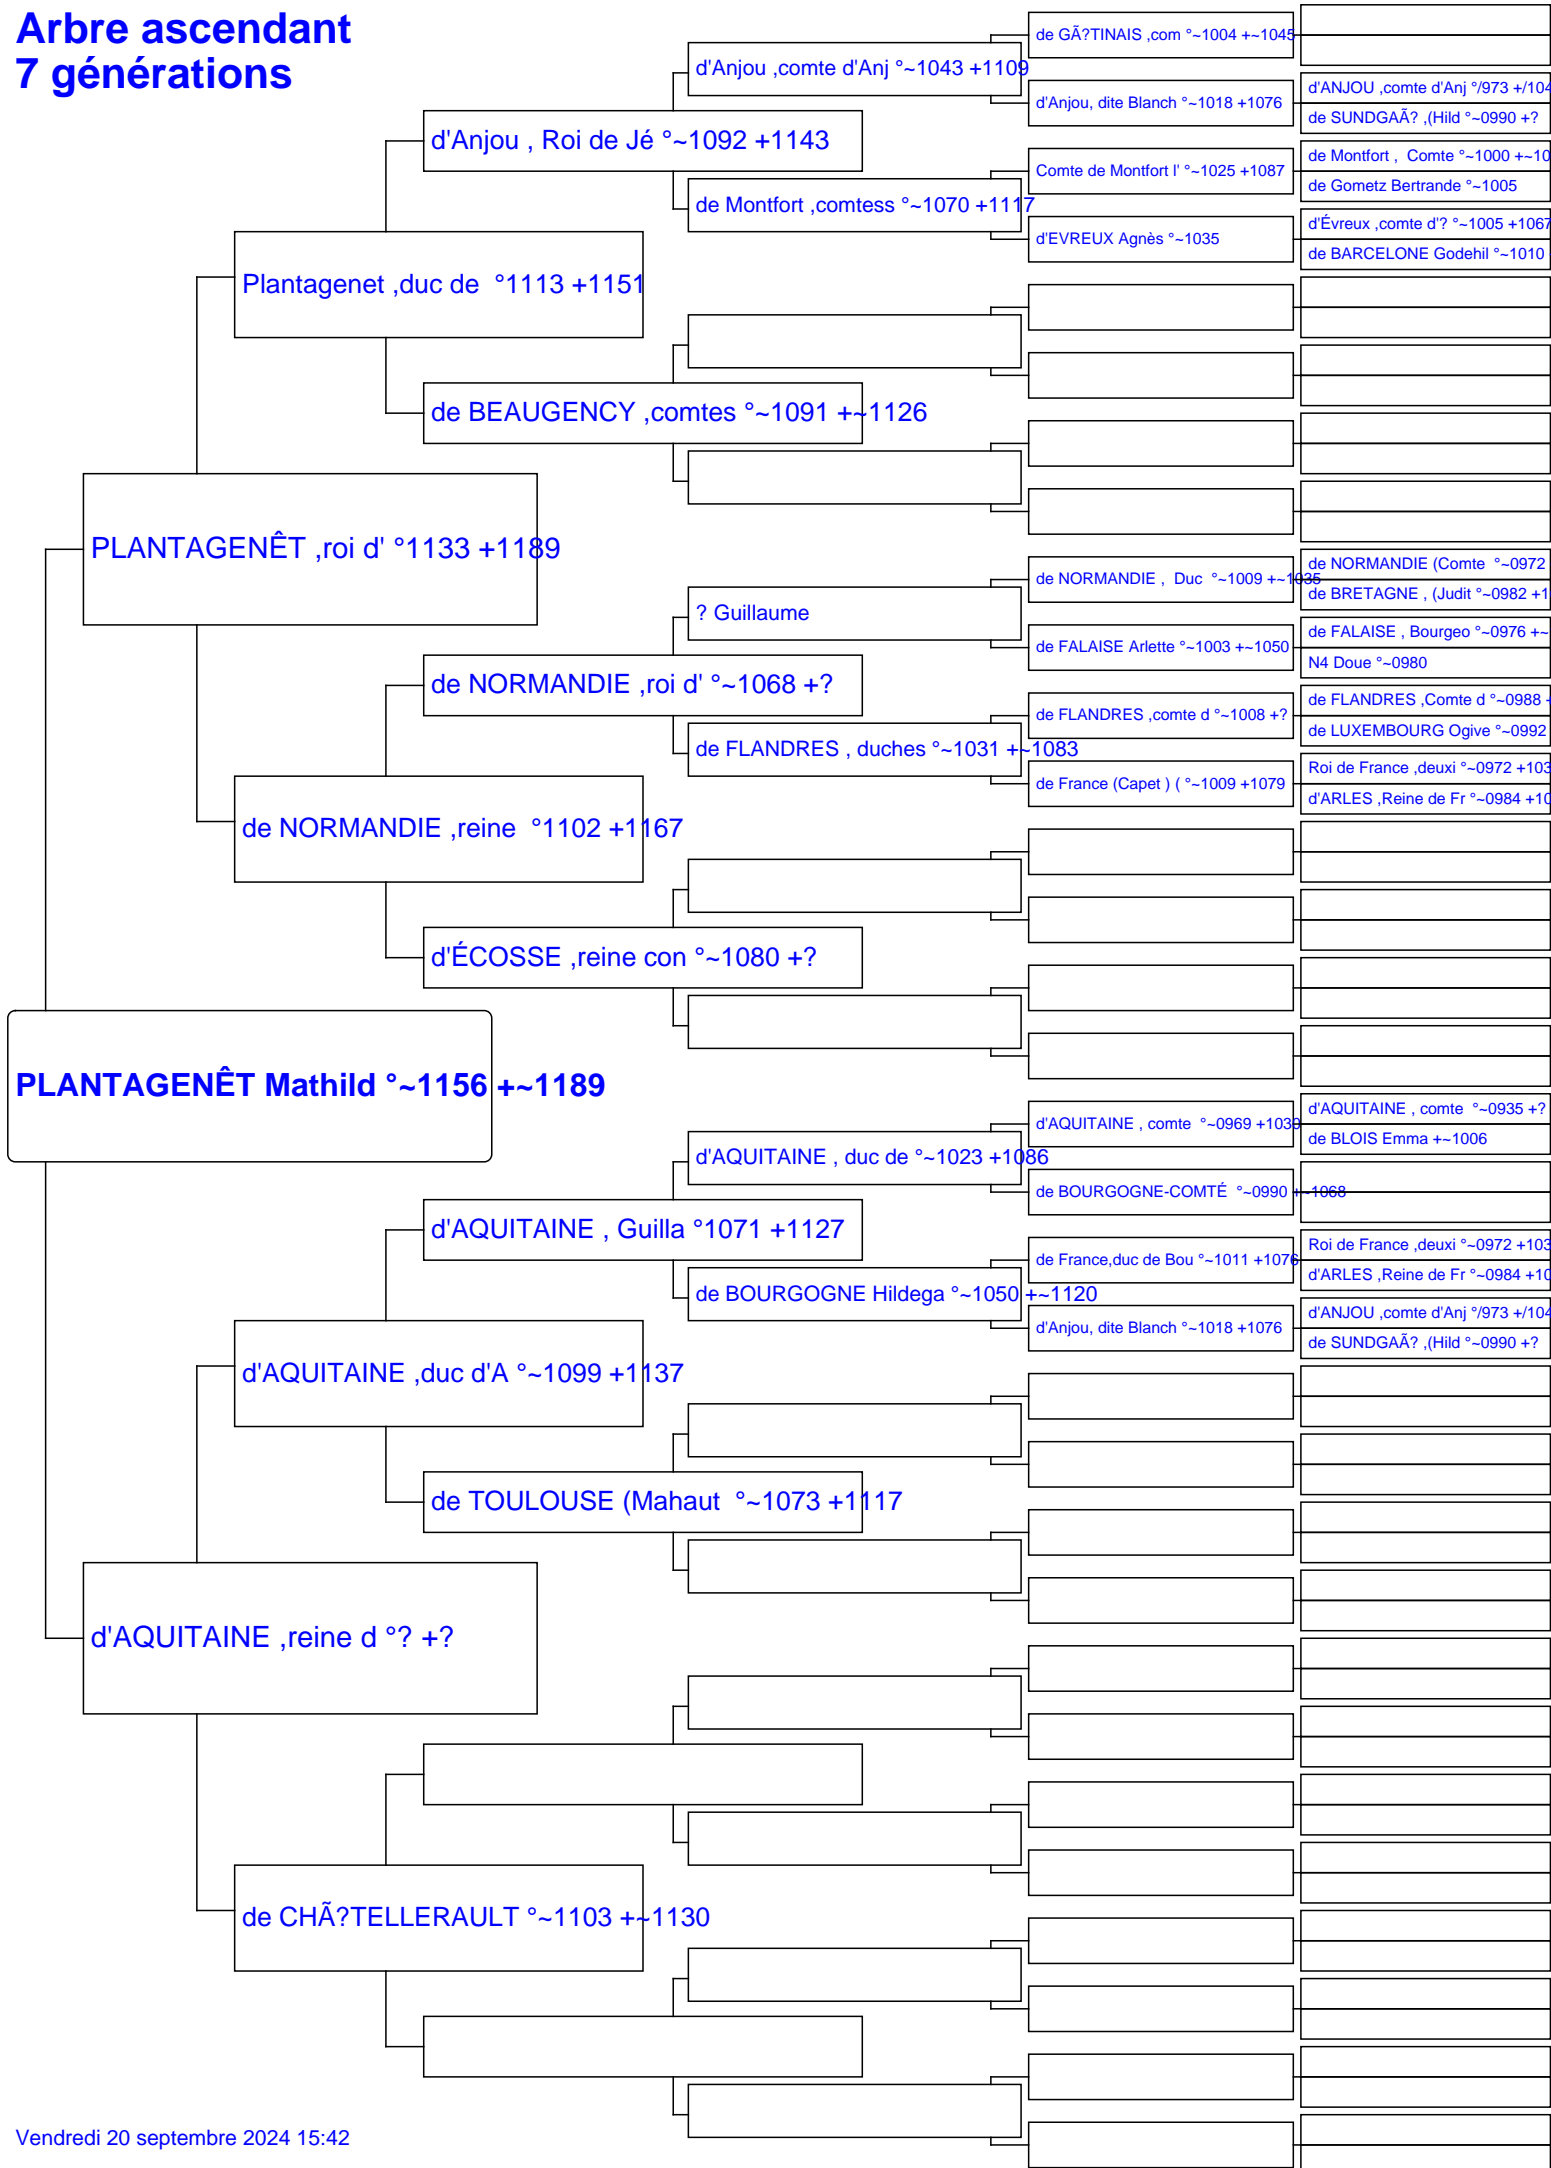 Arbre ascendant
7 générations
de GÃ?TINAIS ,com °~1004 +~1045
d'Anjou ,comte d'Anj °~1043 +1109
d'ANJOU ,comte d'Anj °/973 +/104
d'Anjou, dite Blanch °~1018 +1076
de SUNDGAÃ? ,(Hild °~0990 +?
d'Anjou , Roi de Jé °~1092 +1143
de Montfort , Comte °~1000 +~10
Comte de Montfort l' °~1025 +1087
de Gometz Bertrande °~1005
de Montfort ,comtess °~1070 +1117
d'Évreux ,comte d'? °~1005 +1067
d'EVREUX Agnès °~1035
de BARCELONE Godehil °~1010
Plantagenet ,duc de °1113 +1151
de BEAUGENCY ,comtes °~1091 +~1126
PLANTAGENÊT ,roi d' °1133 +1189
de NORMANDIE (Comte °~0972
de NORMANDIE , Duc °~1009 +~1035
de BRETAGNE , (Judit °~0982 +1
? Guillaume
de FALAISE , Bourgeo °~0976 +~
de FALAISE Arlette °~1003 +~1050
N4 Doue °~0980
de NORMANDIE ,roi d' °~1068 +?
de FLANDRES ,Comte d °~0988 +
de FLANDRES ,comte d °~1008 +?
de LUXEMBOURG Ogive °~0992
de FLANDRES , duches °~1031 +~1083
Roi de France ,deuxi °~0972 +103
de France (Capet ) ( °~1009 +1079
d'ARLES ,Reine de Fr °~0984 +10
de NORMANDIE ,reine °1102 +1167
d'ÉCOSSE ,reine con °~1080 +?
PLANTAGENÊT Mathild °~1156 +~1189
d'AQUITAINE , comte °~0935 +?
d'AQUITAINE , comte °~0969 +1030
de BLOIS Emma +~1006
d'AQUITAINE , duc de °~1023 +1086
de BOURGOGNE-COMTÉ °~0990 +~1068
d'AQUITAINE , Guilla °1071 +1127
Roi de France ,deuxi °~0972 +103
de France,duc de Bou °~1011 +1076
d'ARLES ,Reine de Fr °~0984 +10
de BOURGOGNE Hildega °~1050 +~1120
d'ANJOU ,comte d'Anj °/973 +/104
d'Anjou, dite Blanch °~1018 +1076
de SUNDGAÃ? ,(Hild °~0990 +?
d'AQUITAINE ,duc d'A °~1099 +1137
de TOULOUSE (Mahaut °~1073 +1117
d'AQUITAINE ,reine d °? +?
de CHÃ?TELLERAULT °~1103 +~1130
Vendredi 20 septembre 2024 15:42